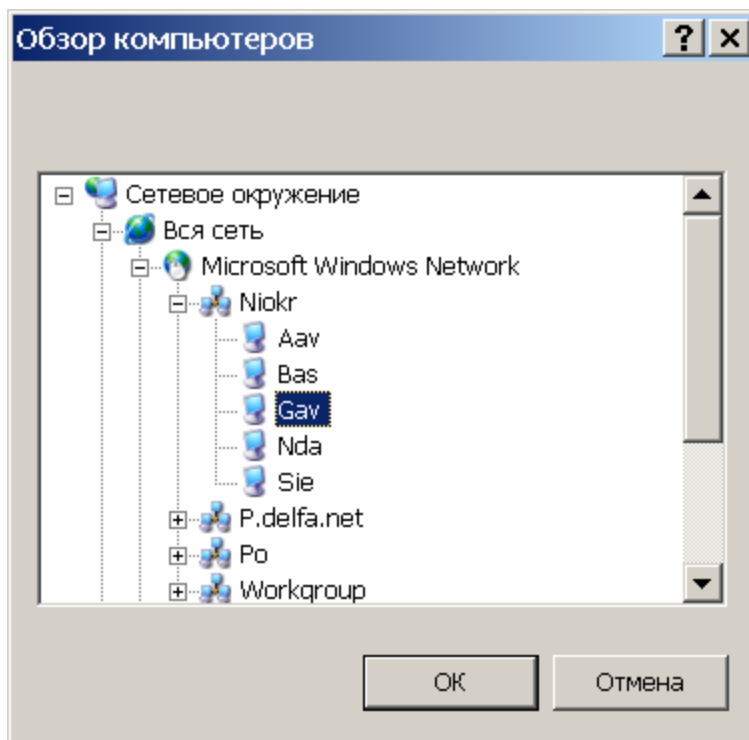 Обзор компьютеров
Сетевое окружение
Вся сеть
Microsoft Windows Network
Niokr
Aav
Bas
Gav
Nda
Sie
P.delfa.net
Po
Workgroup
ОК Отмена